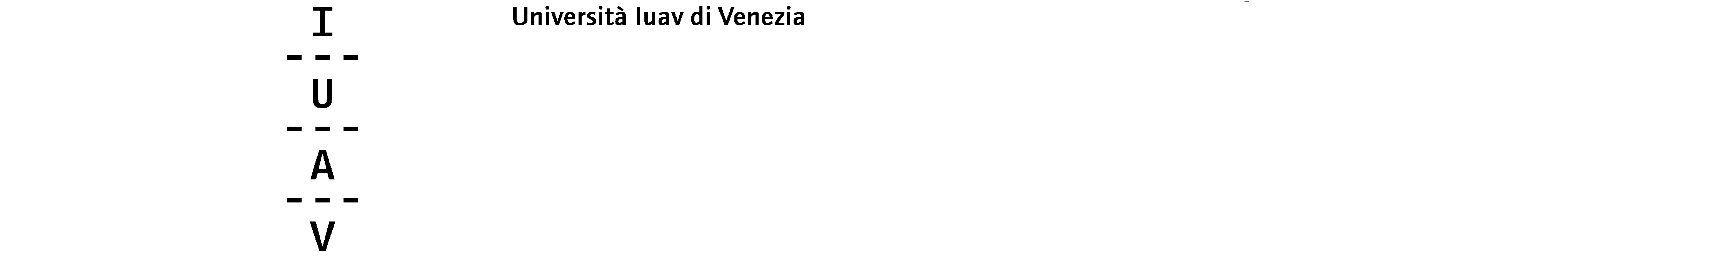 I
---
U
---
A
---
V
Università Iuav di Venezia